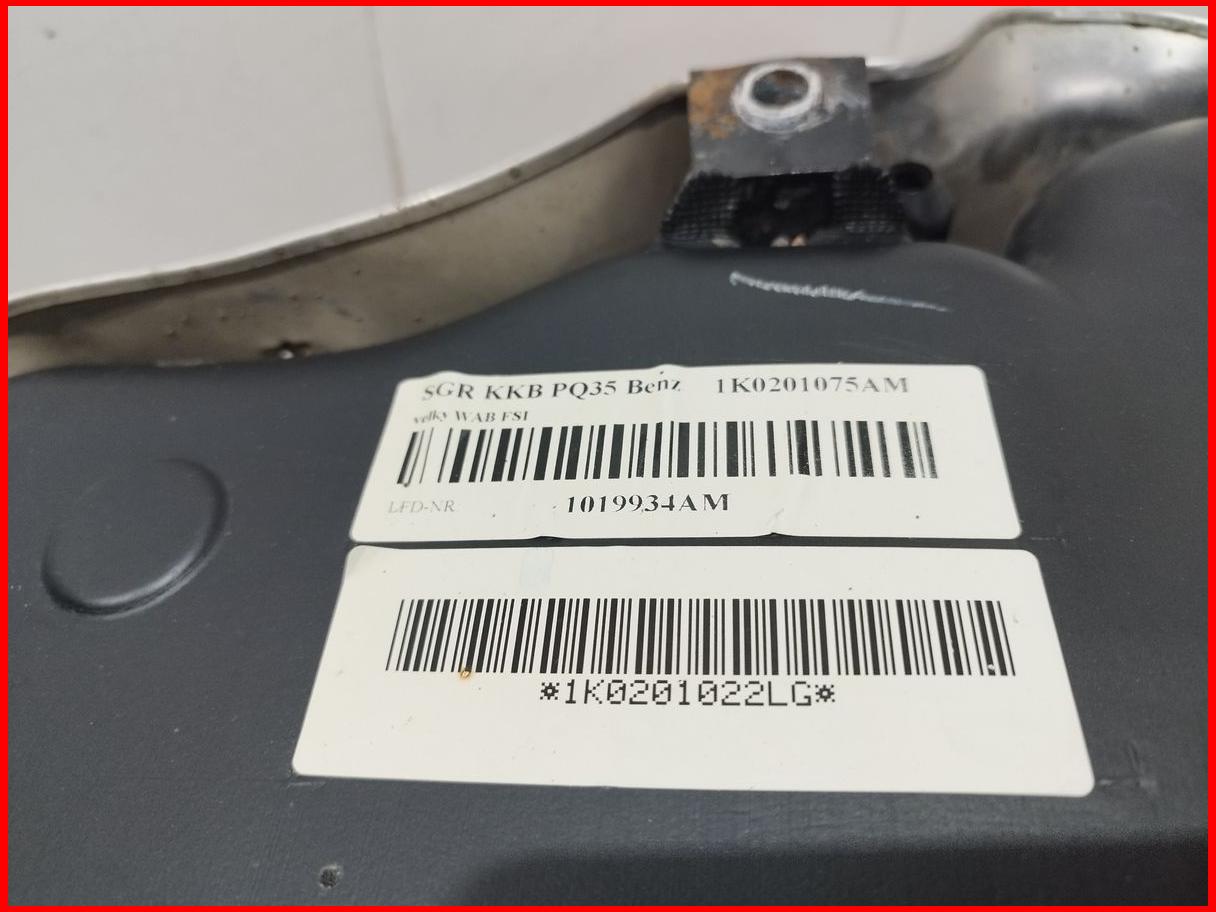 SGR KKB PQ35 Benz 1K0201075AM
velky WAB FSI
LFD-NR 1019934AM
*1K0201022LG*